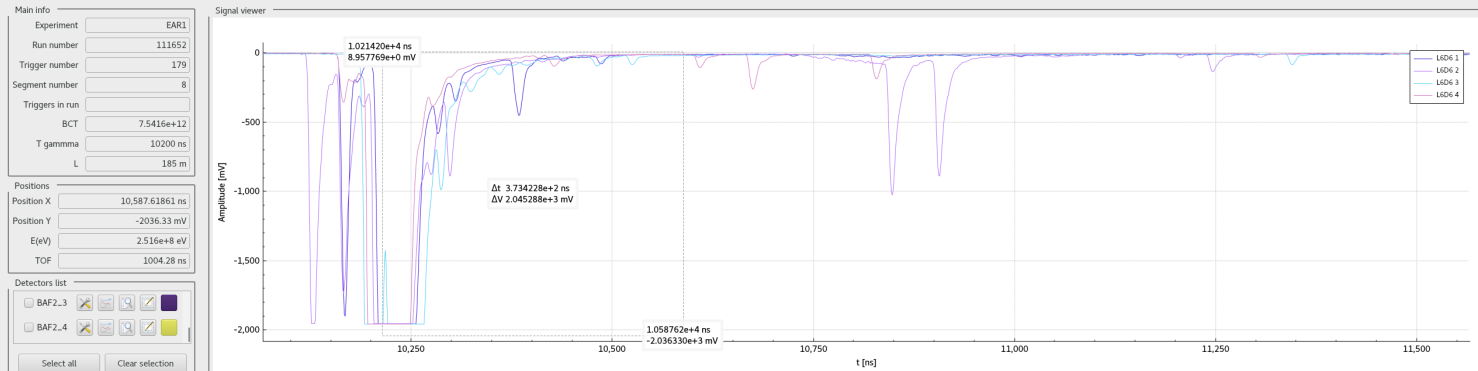 Main info
Experiment EAR1
Run number 111652
Trigger number 179
Segment number 8
Triggers in run
BCT 7.5416e+12
T gammma 10200 ns
L 185 m
Positions
Position X 10,587.61861 ns
Position Y -2036.33 mV
E(eV) 2.516e+8 eV
TOF 1004.28 ns
Detectors list
BAF2_3
BAF2_4
Select all Clear selection
Signal viewer
1.021420e+4 ns
8.957769e+0 mV
Δt 3.734228e+2 ns
ΔV 2.045288e+3 mV
1.058762e+4 ns
-2.036330e+3 mV
L6D6 1
L6D6 2
L6D6 3
L6D6 4
Amplitude [mV]
0
-500
-1,000
-1,500
-2,000
10,250 10,500 10,750 11,000 11,250 11,500
t [ns]